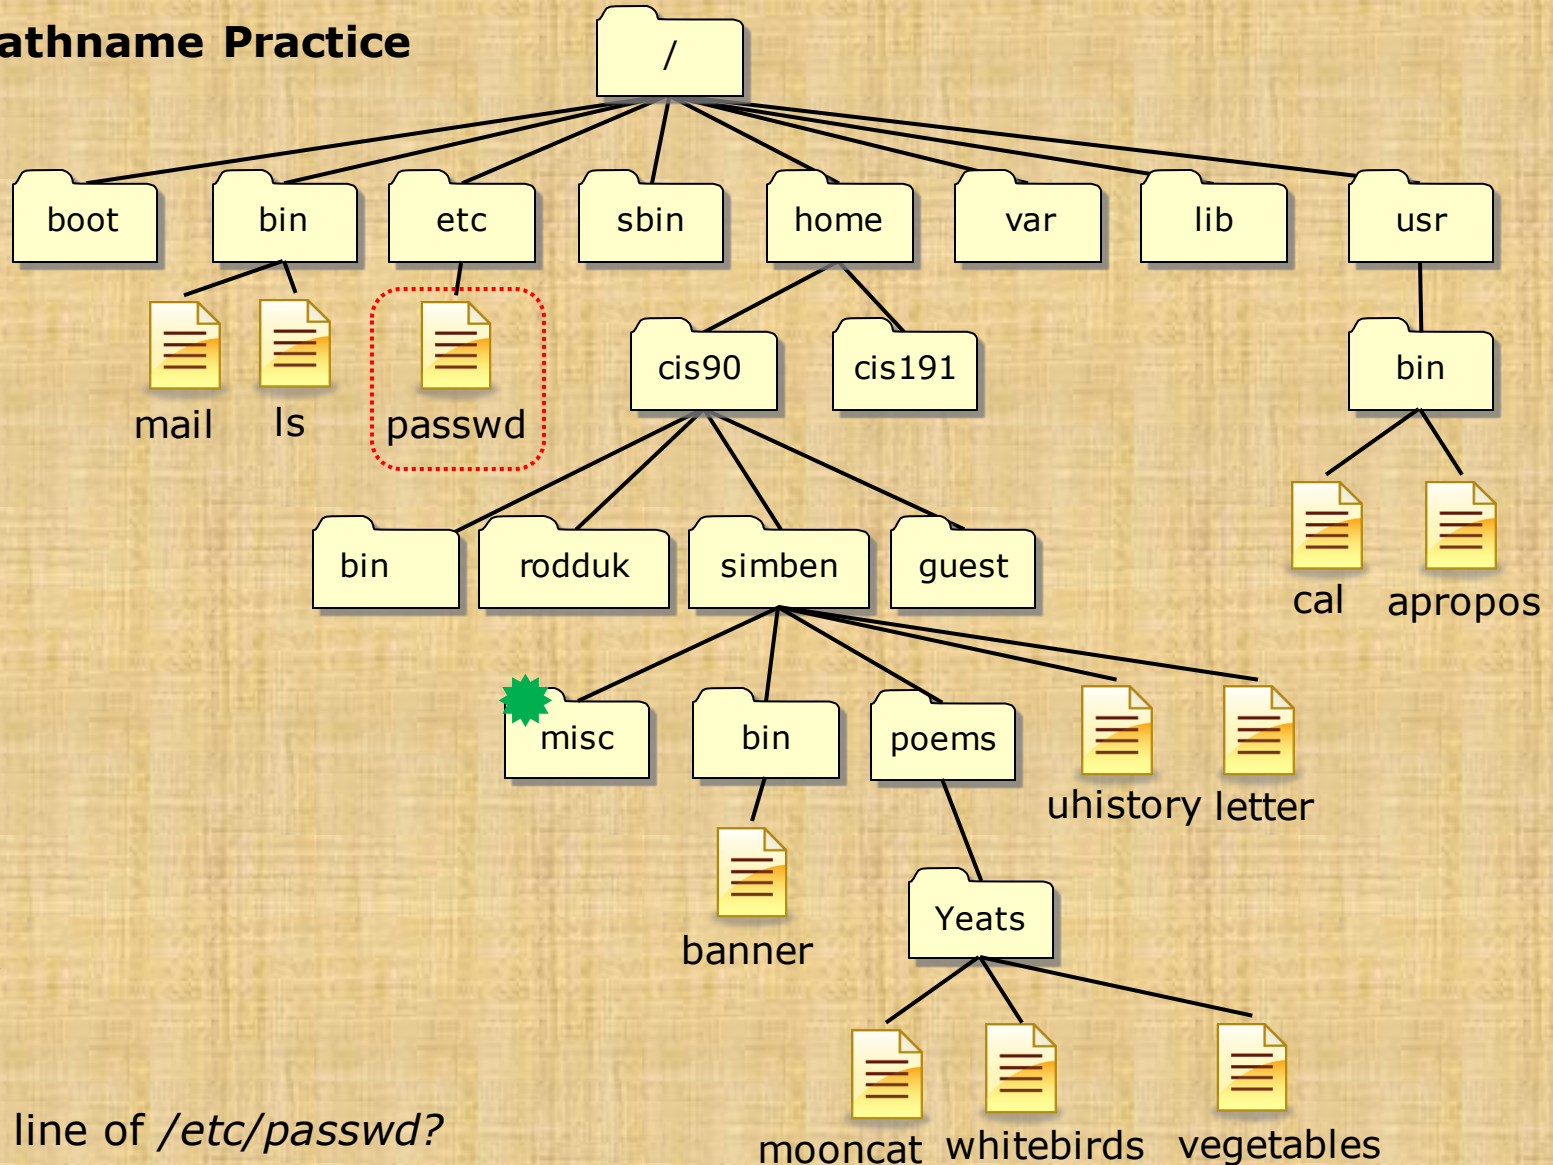 athname Practice
/
boot bin etc sbin home var lib usr
cis90 cis191 bin
mail ls passwd
bin rodduk simben guest
cal apropos
misc bin poems
uhistory letter
Yeats
banner
line of /etc/passwd?
mooncat whitebirds vegetables